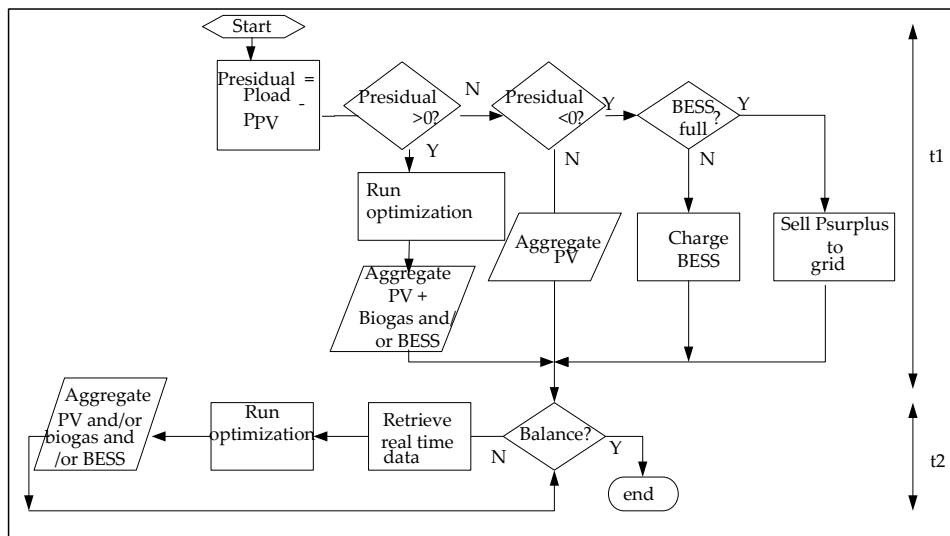 Start
Presidual =
Pload
-
PPV
Presidual
>0?
N
Y
Presidual
<0?
Y
N
BESS
full ?
Y
N
t1
Run
optimization
Aggregate
PV
Charge
BESS
Sell Psurplus
to
grid
Aggregate
PV +
Biogas and/
or BESS
Aggregate
PV and/or
biogas and
/or BESS
Run
optimization
Retrieve
real time
data
Balance?
N
Y
end
t2